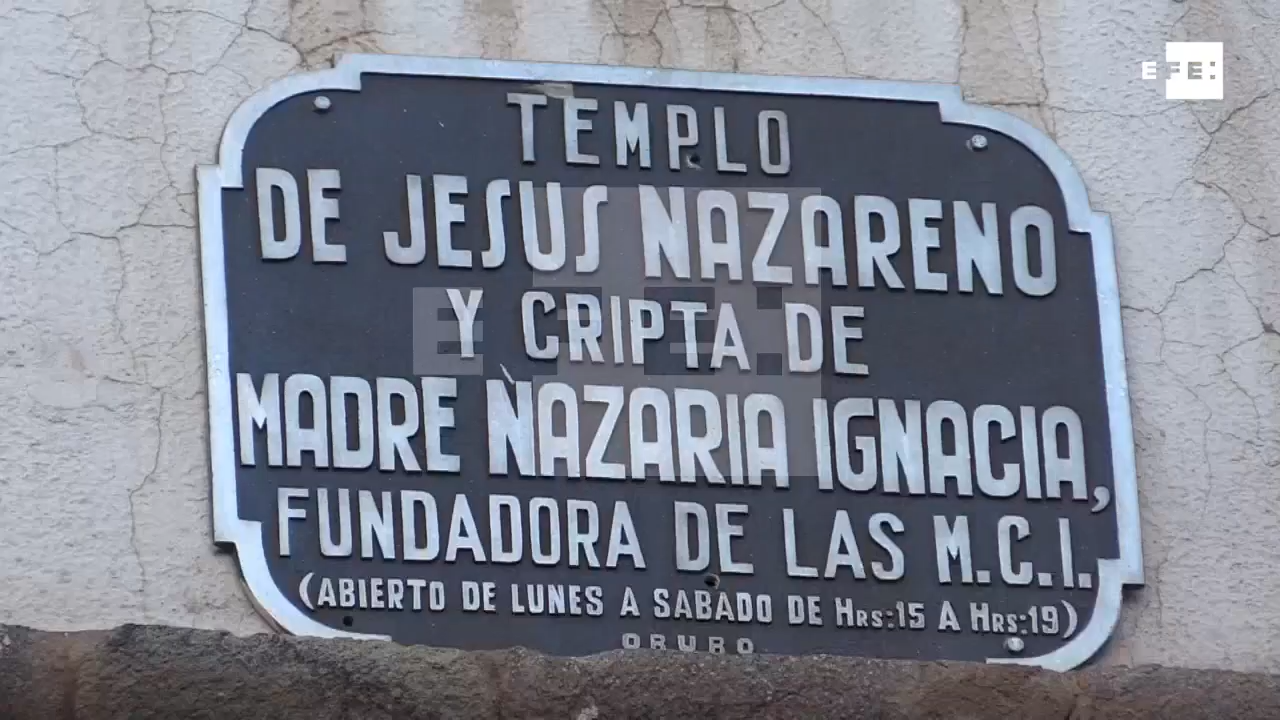 EFE:
TEMPLO
DE JESUS NAZARENO
Y CRIPTA DE
MADRE NAZARIA IGNACIA,
FUNDADORA DE LAS M.C.I.
(ABIERTO DE LUNES A SABADO DE HRS:15 A HRS:19)
ORURO
EFE: